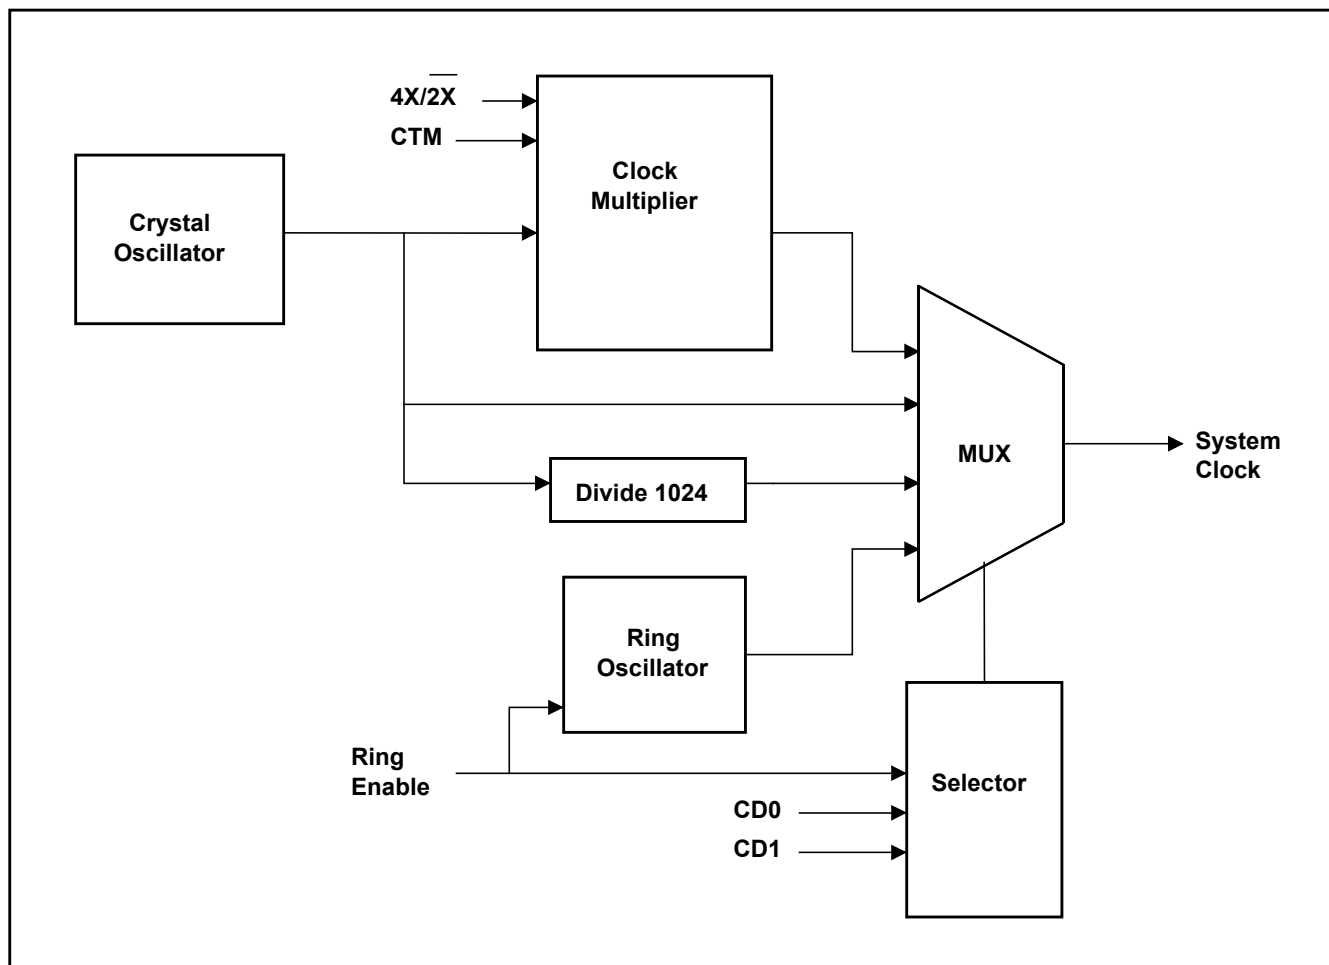 4X/2X
CTM
Clock
Multiplier
Crystal
Oscillator
MUX
System
Clock
Divide 1024
Ring
Oscillator
Ring
Enable
Selector
CD0
CD1